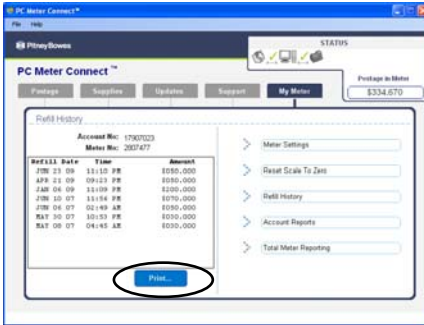 PC Meter Connect™
File Help
Pitney Bowes
STATUS
PC Meter Connect ™
Postage in Meter
$334.670
Postage
Supplies
Updates
Support
My Meter
Refill History
Account No: 17907023
Meter No: 2807477
Refill Date Time Amount
JUN 23 09 11:10 PM $050.000
APR 21 09 09:23 PM $050.000
JAN 06 09 11:09 PM $200.000
JUN 10 07 11:54 PM $070.000
JUN 06 07 02:49 AM $050.000
MAY 30 07 10:53 PM $050.000
MAY 08 07 04:45 AM $050.000
Print...
Meter Settings
Reset Scale To Zero
Refill History
Account Reports
Total Meter Reporting